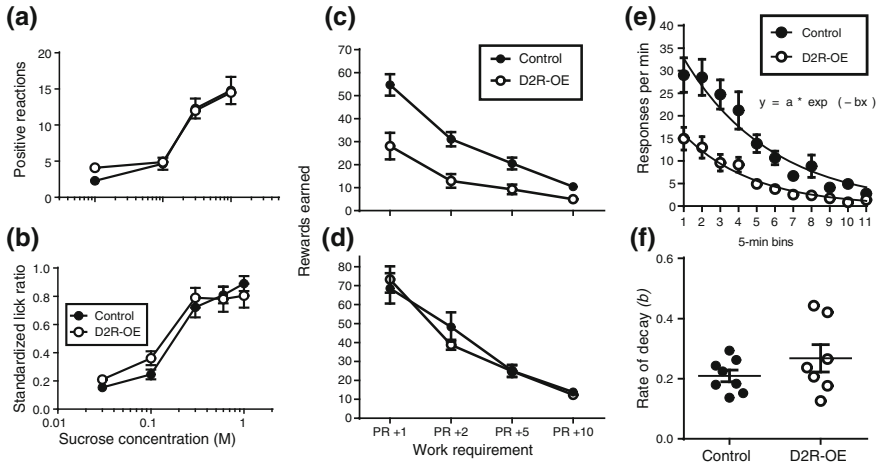 (a)
Positive reactions
20
15
10
5
0
(b)
Standardized lick ratio
1.0
0.8
0.6
0.4
0.2
0.0
Control
D2R-OE
0.01
0.1
1
Sucrose concentration (M)
(c)
Rewards earned
70
60
50
40
30
20
10
0
Control
D2R-OE
(d)
80
70
60
50
40
30
20
10
0
PR +1
PR +2
PR +5
PR +10
Work requirement
(e)
Responses per min
40
35
30
25
20
15
10
5
0
Control
D2R-OE
y = a * exp (−bx)
1 2 3 4 5 6 7 8 9 10 11
5-min bins
(f)
Rate of decay (b)
0.6
0.4
0.2
0.0
Control
D2R-OE